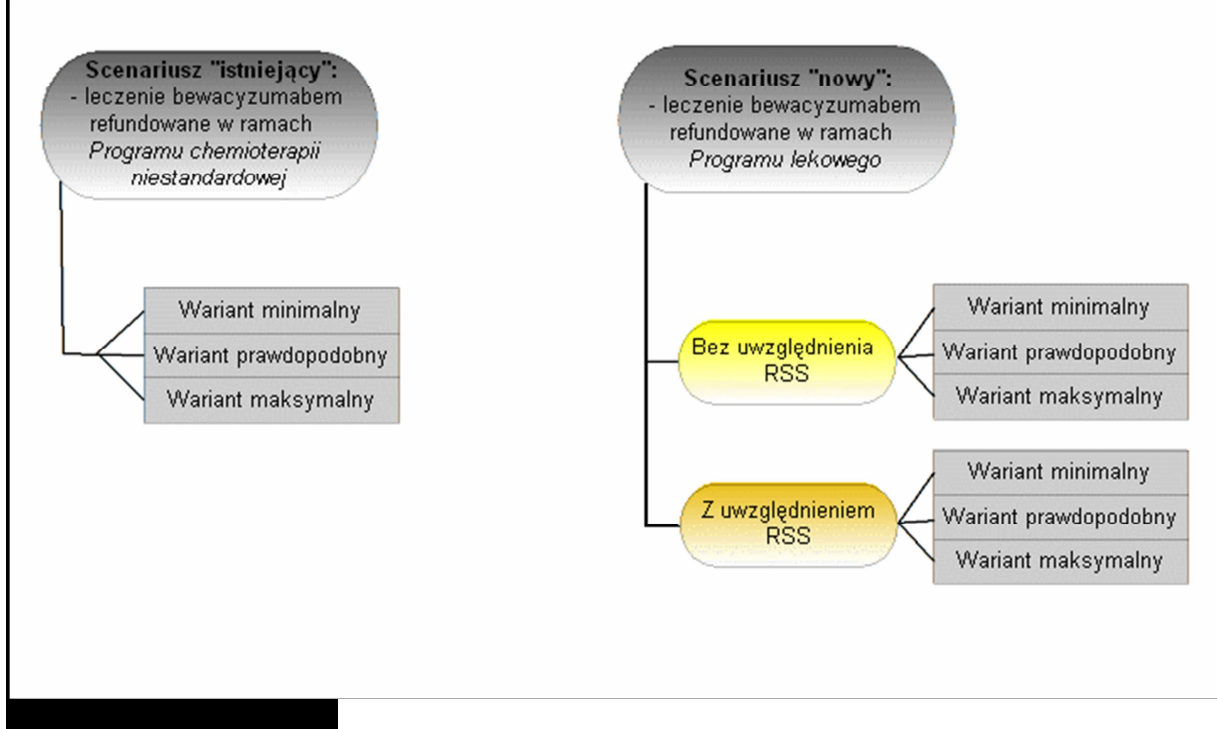 Scenariusz "istniejący":
- leczenie bewacyzumabem
refundowane w ramach
Programu chemioterapii
niestandardowej
Wariant minimalny
Wariant prawdopodobny
Wariant maksymalny
Scenariusz "nowy":
- leczenie bewacyzumabem
refundowane w ramach
Programu lekowego
Bez uwzględnienia
RSS
Wariant minimalny
Wariant prawdopodobny
Wariant maksymalny
Z uwzględnieniem
RSS
Wariant minimalny
Wariant prawdopodobny
Wariant maksymalny